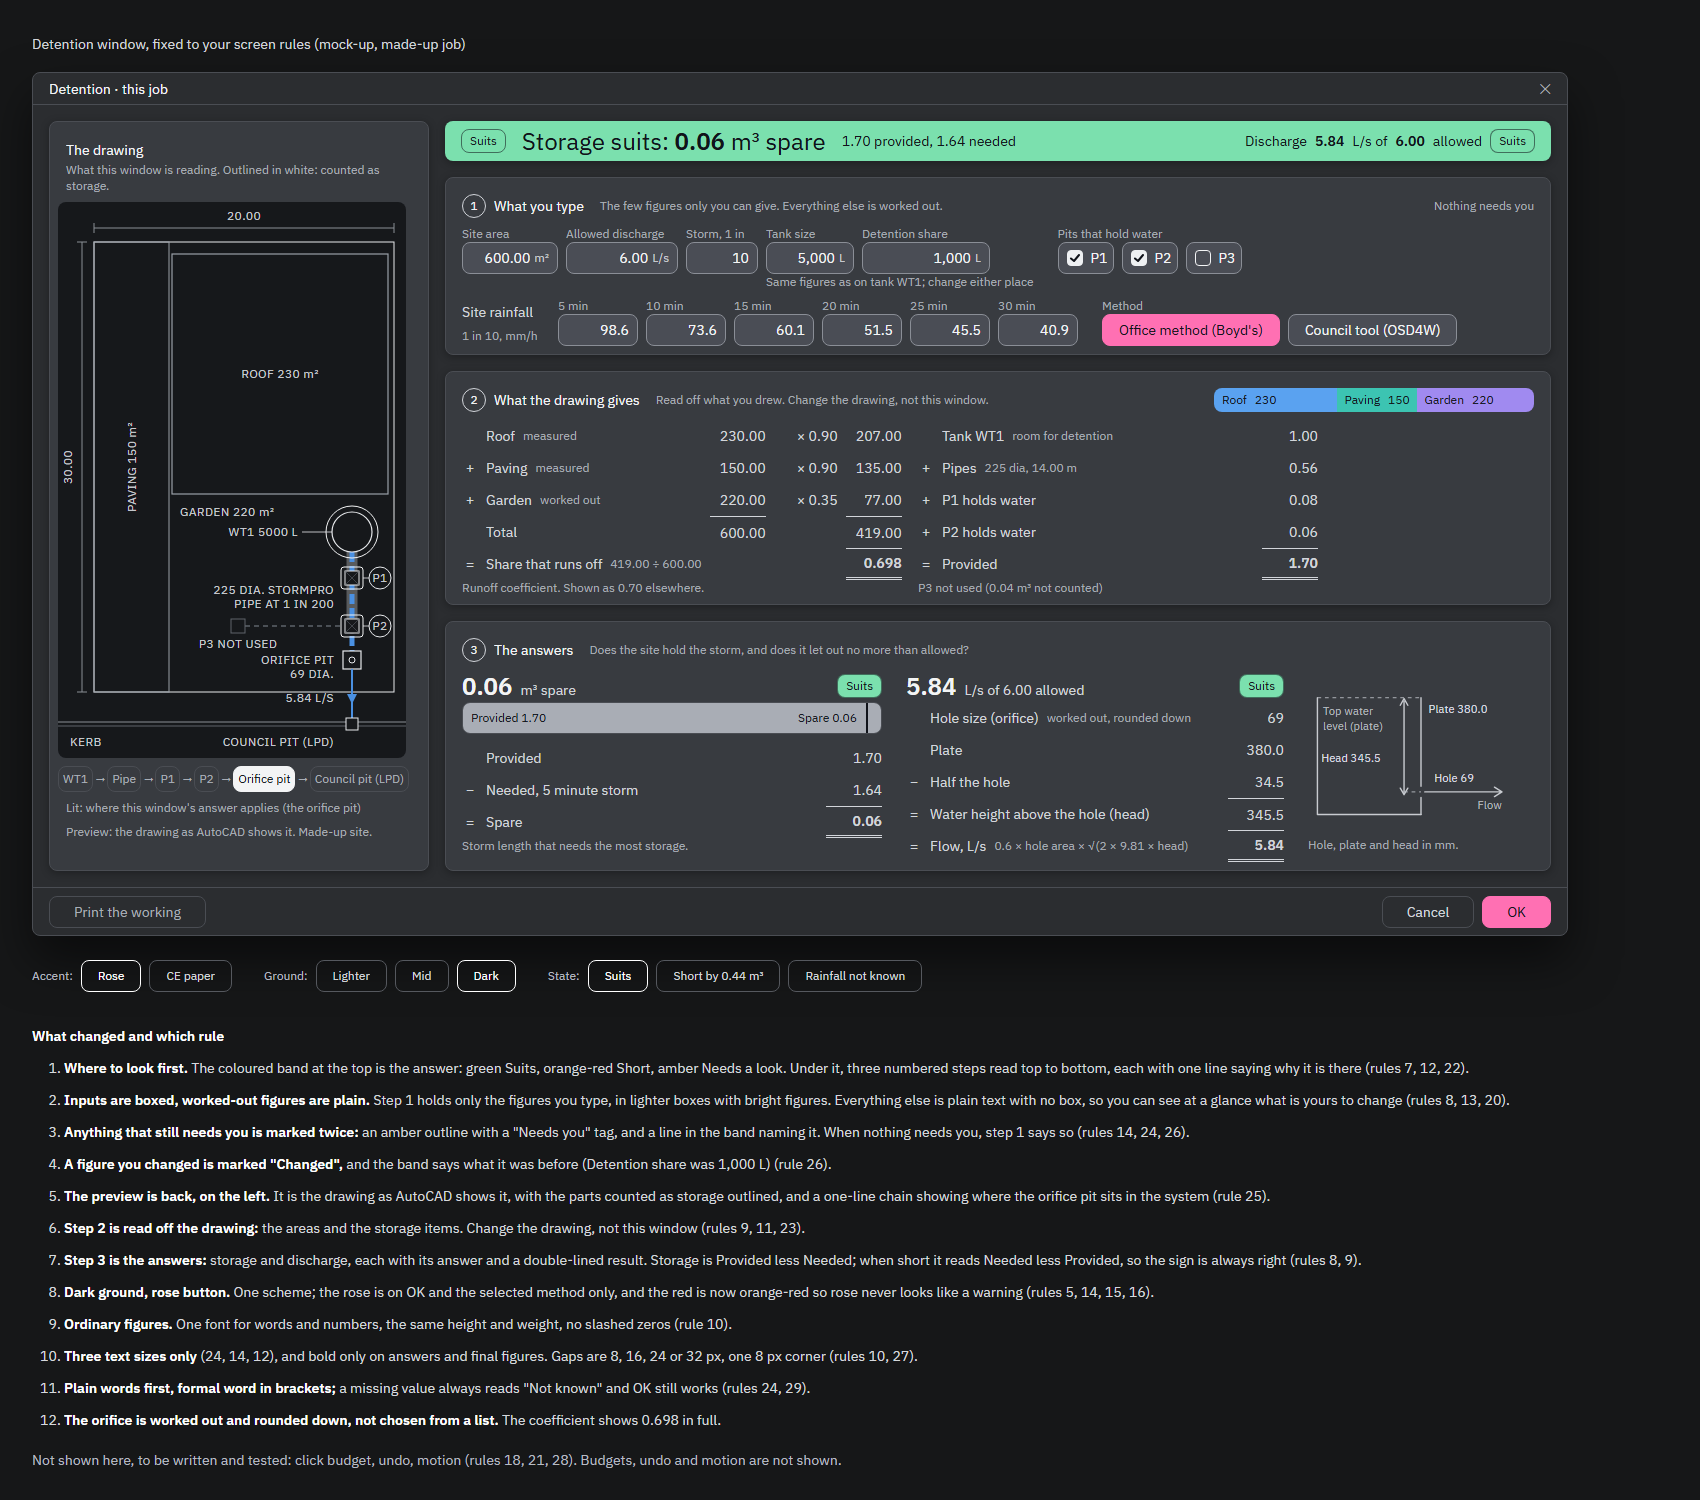 Detention window, fixed to your screen rules (mock-up, made-up job)
Detention · this job
The drawing
What this window is reading. Outlined in white: counted as
storage.
20.00
30.00
ROOF 230 m²
PAVING 150 m²
GARDEN 220 m²
WT1 5000 L
P1
225 DIA. STORMPRO
PIPE AT 1 IN 200
P2
P3 NOT USED
ORIFICE PIT
69 DIA.
5.84 L/S
KERB
COUNCIL PIT (LPD)
WT1 → Pipe → P1 → P2 → Orifice pit → Council pit (LPD)
Lit: where this window's answer applies (the orifice pit)
Preview: the drawing as AutoCAD shows it. Made-up site.
Suits Storage suits: 0.06 m³ spare 1.70 provided, 1.64 needed Discharge 5.84 L/s of 6.00 allowed Suits
1 What you type The few figures only you can give. Everything else is worked out. Nothing needs you
Site area Allowed discharge Storm, 1 in Tank size Detention share Pits that hold water
600.00 m² 6.00 L/s 10 5,000 L 1,000 L P1 P2 P3
Same figures as on tank WT1; change either place
Site rainfall 5 min 10 min 15 min 20 min 25 min 30 min Method
1 in 10, mm/h 98.6 73.6 60.1 51.5 45.5 40.9 Office method (Boyd's) Council tool (OSD4W)
2 What the drawing gives Read off what you drew. Change the drawing, not this window. Roof 230 Paving 150 Garden 220
Roof measured 230.00 × 0.90 207.00 Tank WT1 room for detention 1.00
+ Paving measured 150.00 × 0.90 135.00 + Pipes 225 dia, 14.00 m 0.56
+ Garden worked out 220.00 × 0.35 77.00 + P1 holds water 0.08
Total 600.00 419.00 + P2 holds water 0.06
= Share that runs off 419.00 ÷ 600.00 0.698 = Provided 1.70
Runoff coefficient. Shown as 0.70 elsewhere. P3 not used (0.04 m³ not counted)
3 The answers Does the site hold the storm, and does it let out no more than allowed?
0.06 m³ spare Suits
Provided 1.70 Spare 0.06
Provided 1.70
− Needed, 5 minute storm 1.64
= Spare 0.06
Storm length that needs the most storage.
5.84 L/s of 6.00 allowed Suits
Hole size (orifice) worked out, rounded down 69
Plate 380.0
− Half the hole 34.5
= Water height above the hole (head) 345.5
= Flow, L/s 0.6 × hole area × √(2 × 9.81 × head) 5.84
Top water
level (plate)
Plate 380.0
Head 345.5
Hole 69
Flow
Hole, plate and head in mm.
Print the working Cancel OK
Accent: Rose CE paper Ground: Lighter Mid Dark State: Suits Short by 0.44 m³ Rainfall not known
What changed and which rule
1. Where to look first. The coloured band at the top is the answer: green Suits, orange-red Short, amber Needs a look. Under it, three numbered steps read top to bottom, each with one line saying why it is there (rules 7, 12, 22).
2. Inputs are boxed, worked-out figures are plain. Step 1 holds only the figures you type, in lighter boxes with bright figures. Everything else is plain text with no box, so you can see at a glance what is yours to change (rules 8, 13, 20).
3. Anything that still needs you is marked twice: an amber outline with a "Needs you" tag, and a line in the band naming it. When nothing needs you, step 1 says so (rules 14, 24, 26).
4. A figure you changed is marked "Changed", and the band says what it was before (Detention share was 1,000 L) (rule 26).
5. The preview is back, on the left. It is the drawing as AutoCAD shows it, with the parts counted as storage outlined, and a one-line chain showing where the orifice pit sits in the system (rule 25).
6. Step 2 is read off the drawing: the areas and the storage items. Change the drawing, not this window (rules 9, 11, 23).
7. Step 3 is the answers: storage and discharge, each with its answer and a double-lined result. Storage is Provided less Needed; when short it reads Needed less Provided, so the sign is always right (rules 8, 9).
8. Dark ground, rose button. One scheme; the rose is on OK and the selected method only, and the red is now orange-red so rose never looks like a warning (rules 5, 14, 15, 16).
9. Ordinary figures. One font for words and numbers, the same height and weight, no slashed zeros (rule 10).
10. Three text sizes only (24, 14, 12), and bold only on answers and final figures. Gaps are 8, 16, 24 or 32 px, one 8 px corner (rules 10, 27).
11. Plain words first, formal word in brackets; a missing value always reads "Not known" and OK still works (rules 24, 29).
12. The orifice is worked out and rounded down, not chosen from a list. The coefficient shows 0.698 in full.
Not shown here, to be written and tested: click budget, undo, motion (rules 18, 21, 28). Budgets, undo and motion are not shown.